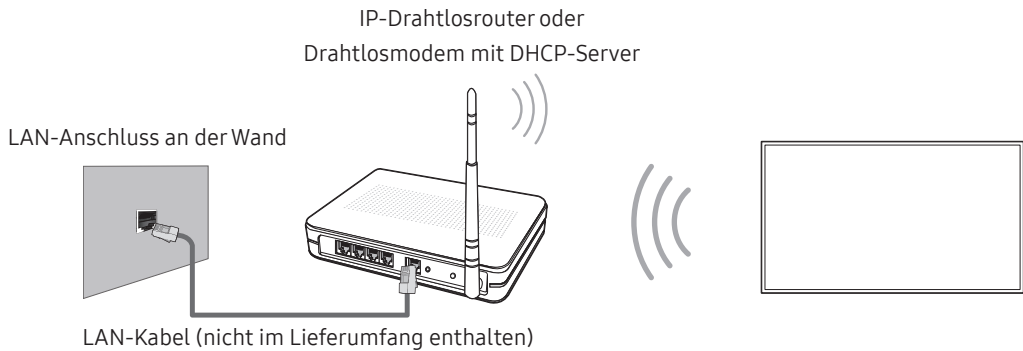 IP-Drahtlosrouter oder
Drahtlosmodem mit DHCP-Server
LAN-Anschluss an der Wand
LAN-Kabel (nicht im Lieferumfang enthalten)